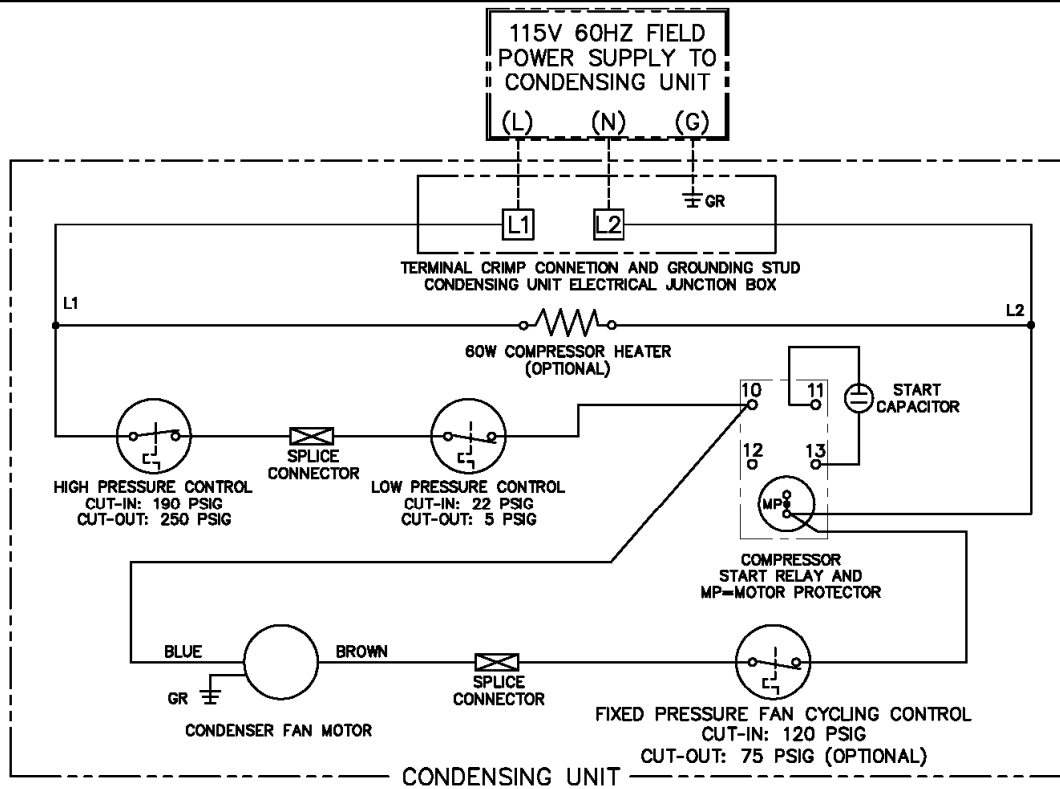 115V 60HZ FIELD
POWER SUPPLY TO
CONDENSING UNIT
(L) (N) (G)
GR
L1 L2
TERMINAL CRIMP CONNETION AND GROUNDING STUD
CONDENSING UNIT ELECTRICAL JUNCTION BOX
L1
L2
60W COMPRESSOR HEATER
(OPTIONAL)
10 11
START
CAPACITOR
12 13
SPLICE
CONNECTOR
HIGH PRESSURE CONTROL
CUT-IN: 190 PSIG
CUT-OUT: 250 PSIG
LOW PRESSURE CONTROL
CUT-IN: 22 PSIG
CUT-OUT: 5 PSIG
MP
COMPRESSOR
START RELAY AND
MP=MOTOR PROTECTOR
BLUE
BROWN
GR
SPLICE
CONNECTOR
CONDENSER FAN MOTOR
FIXED PRESSURE FAN CYCLING CONTROL
CUT-IN: 120 PSIG
CUT-OUT: 75 PSIG (OPTIONAL)
CONDENSING UNIT